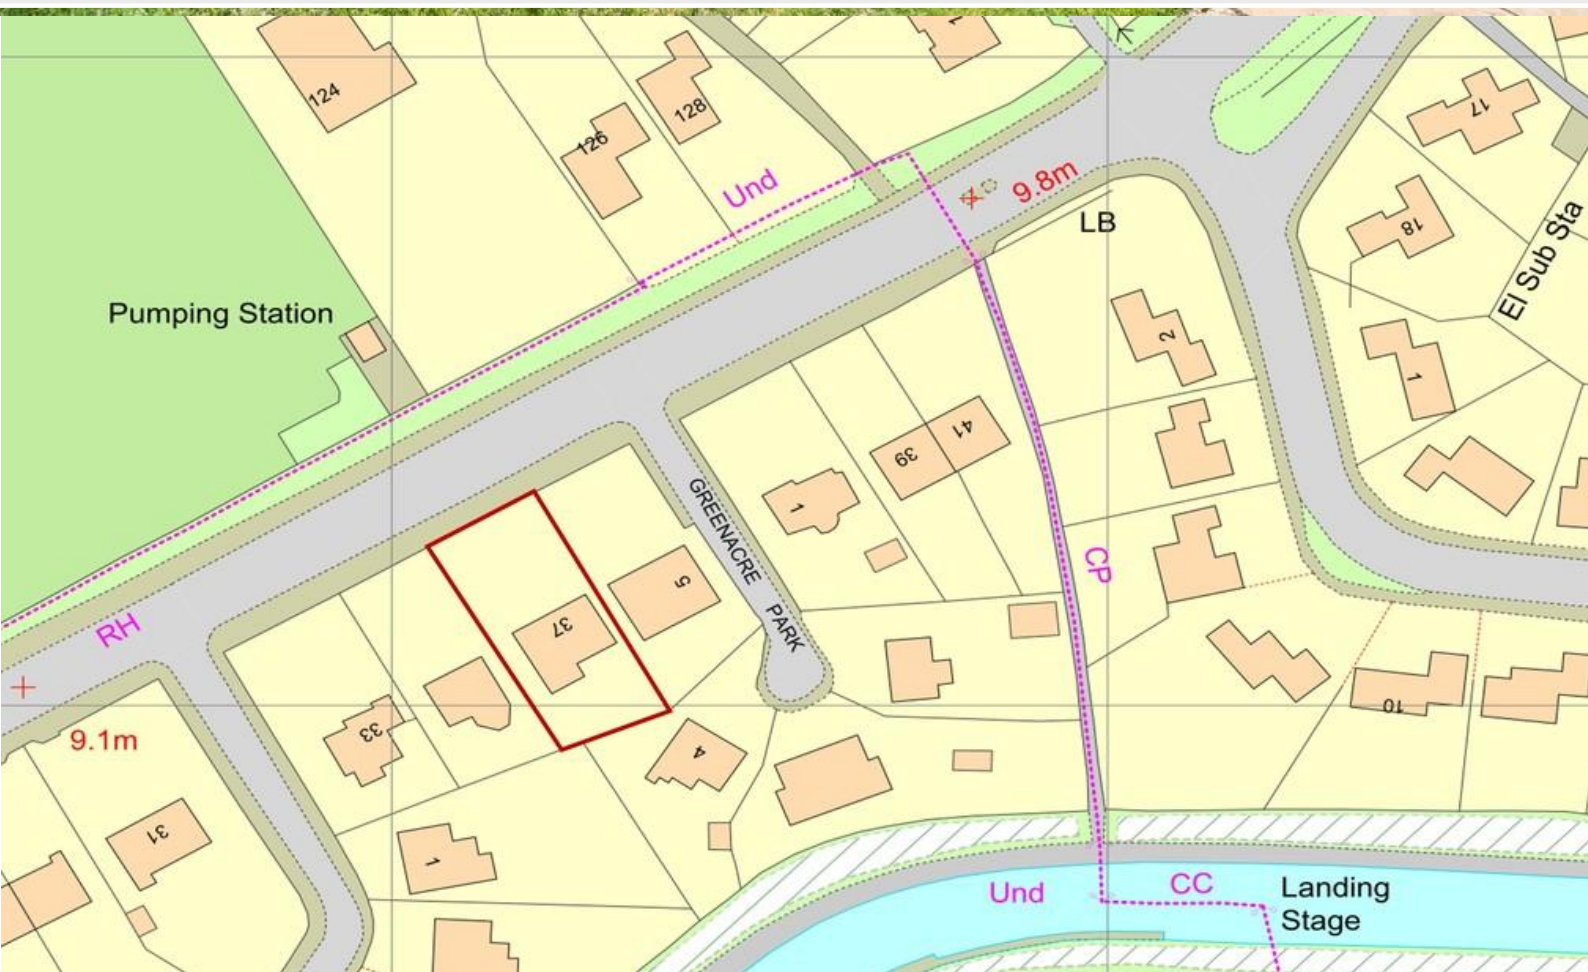 124
126
128
Und
9.8m
LB
17
18
El Sub Sta
Pumping Station
2
1
39
41
1
GREENACRE PARK
CP
RH
37
5
9.1m
33
4
10
31
1
Und
CC
Landing
Stage